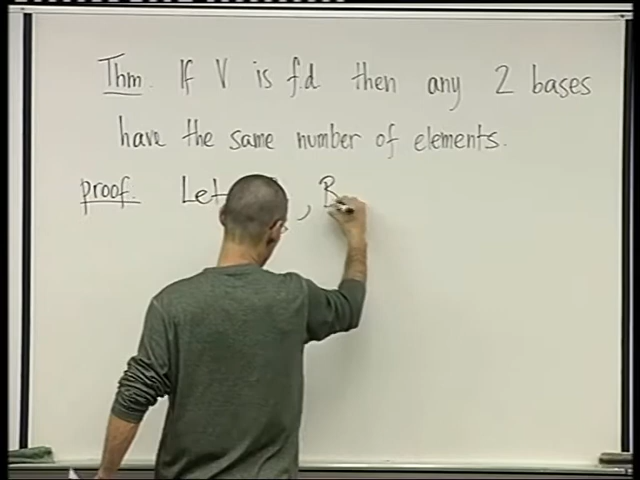 Thm. If V is f.d then any 2 bases
have the same number of elements.
proof. Let , B